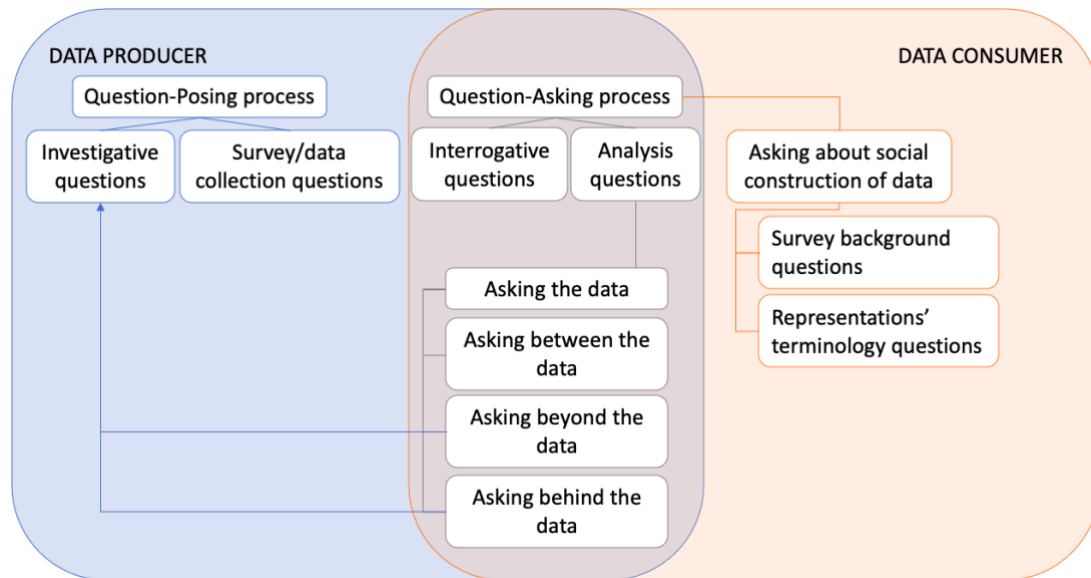 DATA PRODUCER
DATA CONSUMER
Question-Posing process
Investigative
questions
Survey/data
collection questions
Question-Asking process
Interrogative
questions
Analysis
questions
Asking the data
Asking between the
data
Asking beyond the
data
Asking behind the
data
Asking about social
construction of data
Survey background
questions
Representations’
terminology questions